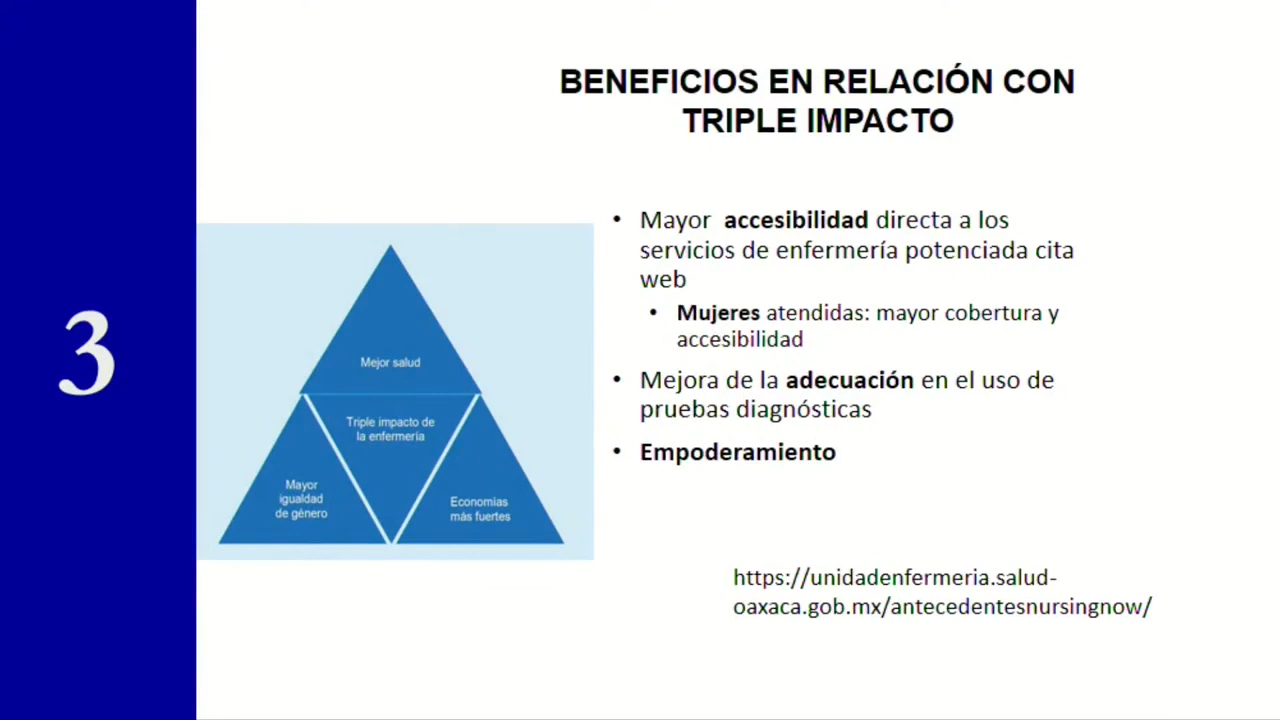 BENEFICIOS EN RELACIÓN CON
TRIPLE IMPACTO
3
Mejor salud
Triple impacto de
la enfermería
Mayor
igualdad
de género
Economías
más fuertes
• Mayor accesibilidad directa a los
servicios de enfermería potenciada cita
web
• Mujeres atendidas: mayor cobertura y
accesibilidad
• Mejora de la adecuación en el uso de
pruebas diagnósticas
• Empoderamiento
https://unidadenfermeria.salud-
oaxaca.gob.mx/antecedentesnursingnow/